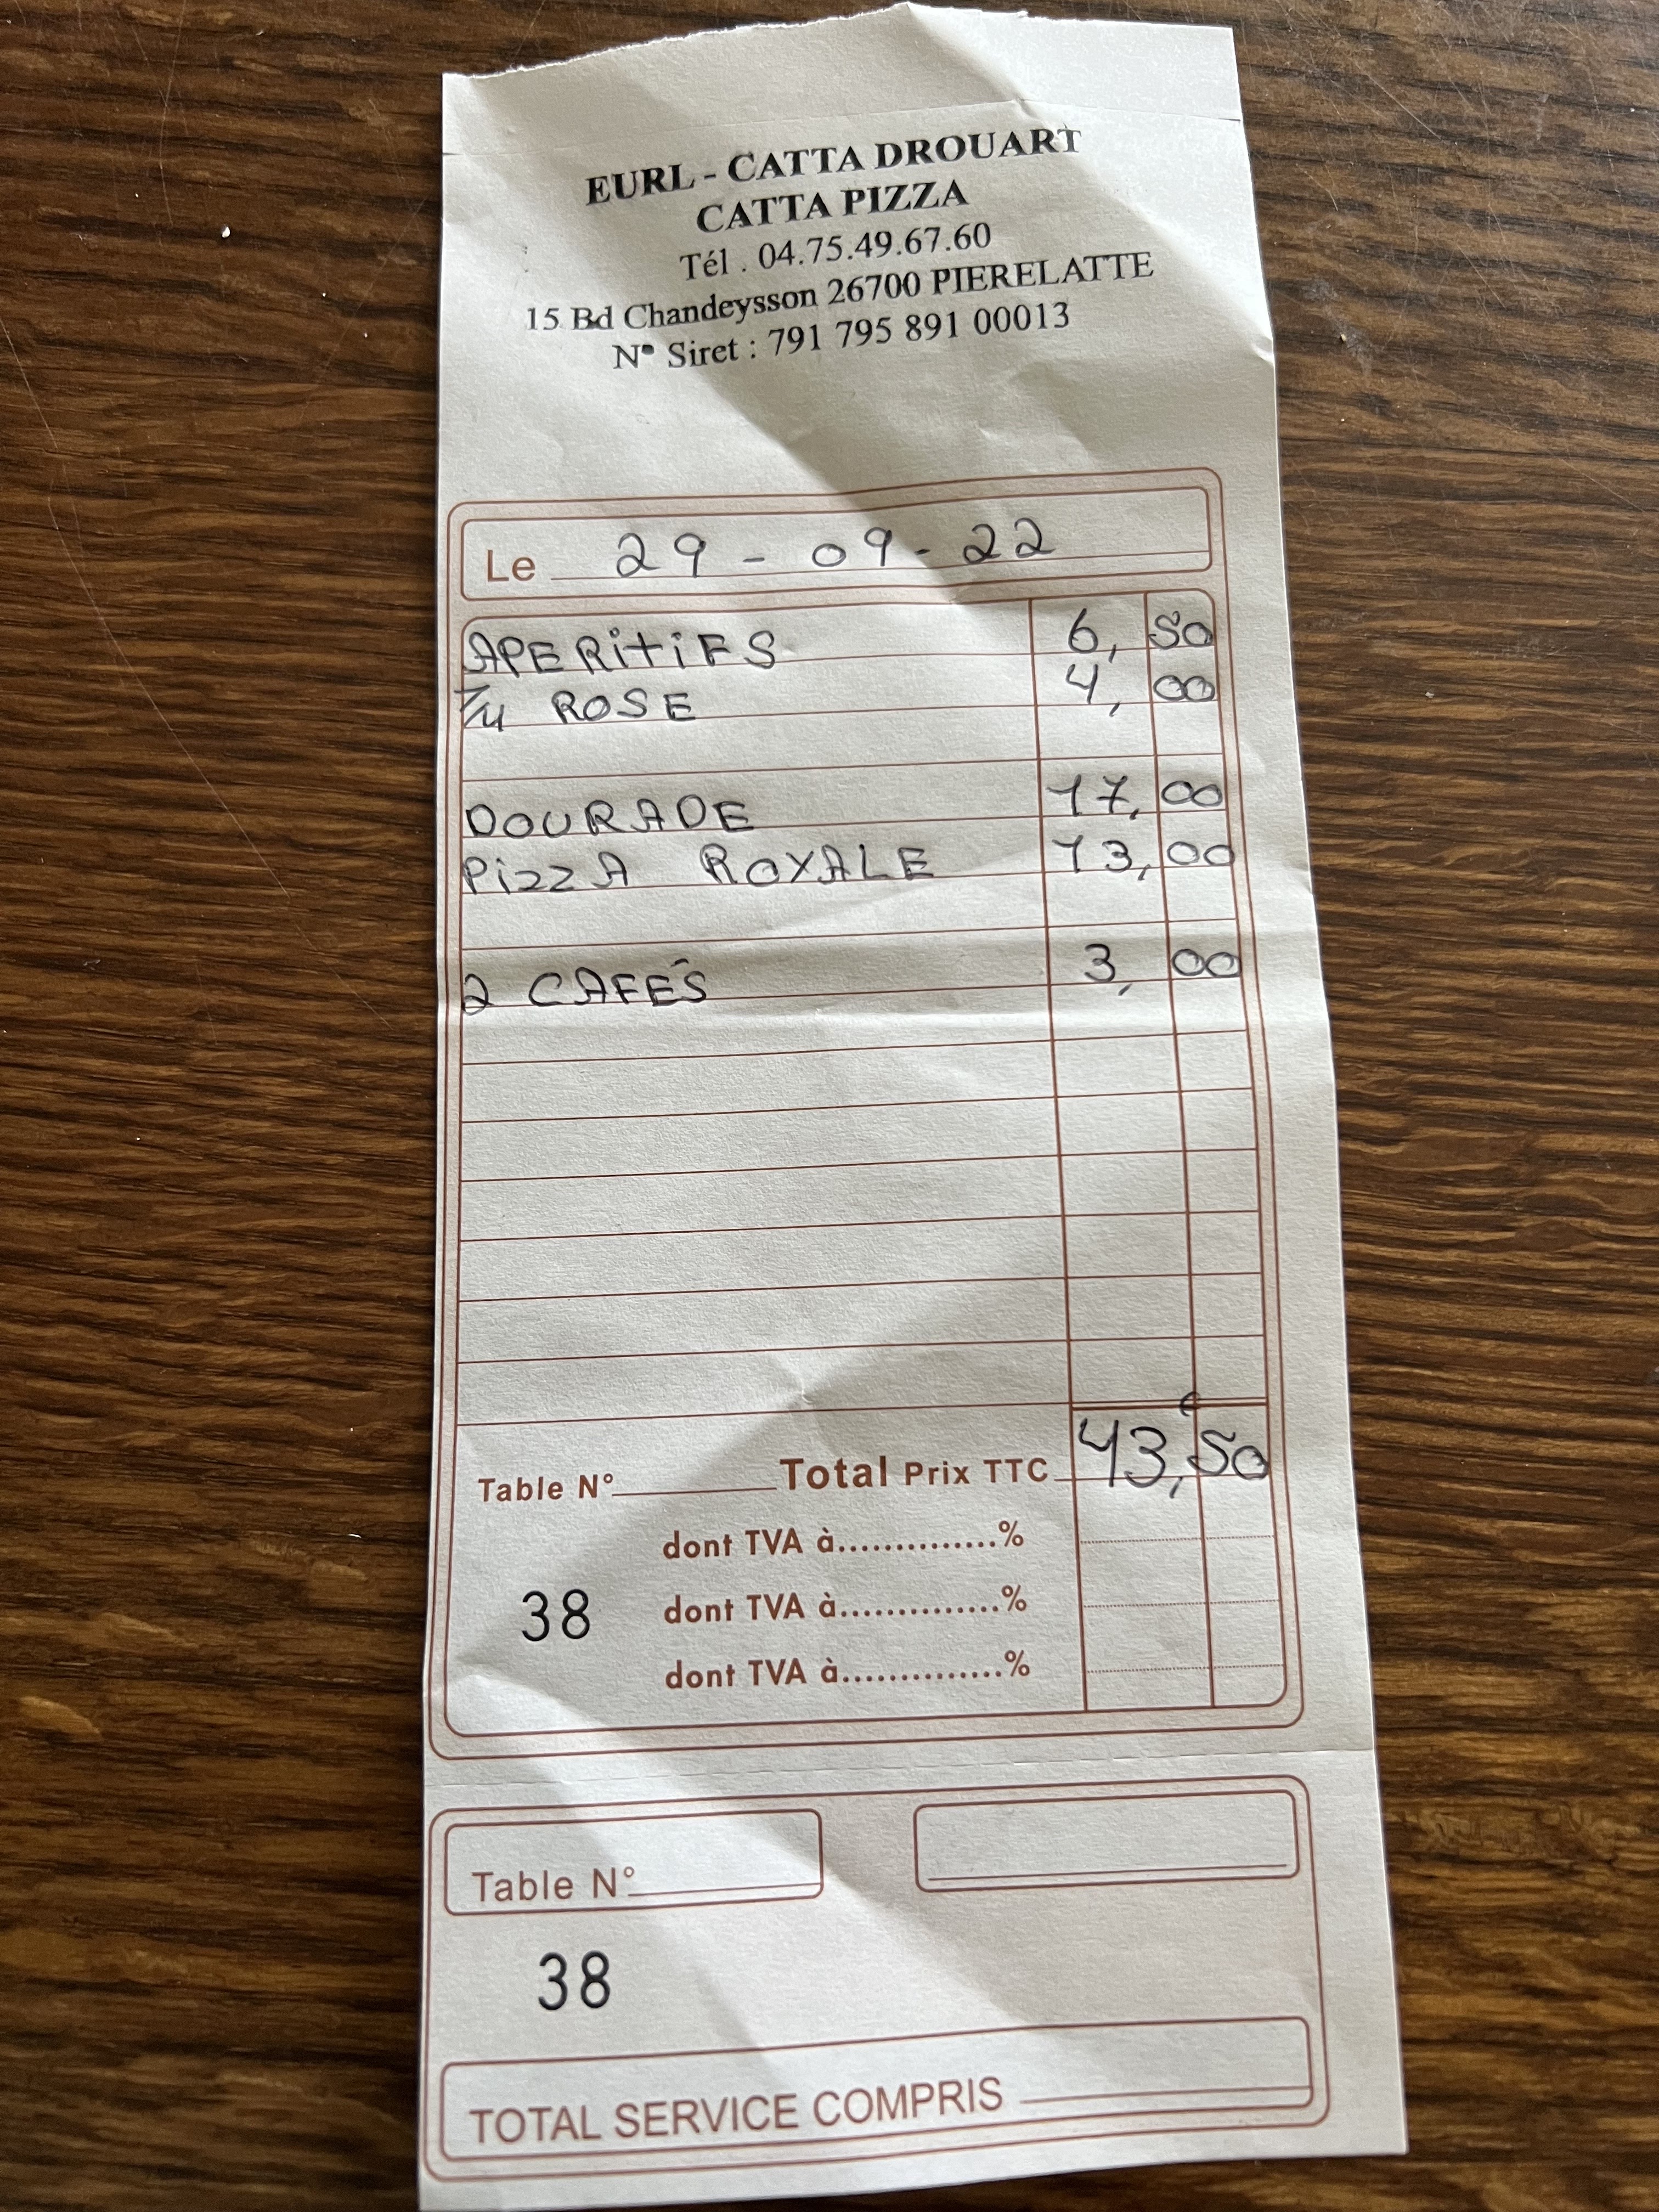 EURL - CATTA DROUART
CATTA PIZZA
Tél . 04.75.49.67.60
15 Bd Chandeysson 26700 PIERELATTE
N° Siret : 791 795 891 00013
Le 29 - 09 - 22
APERitiFS 6, 50
1/4 ROSE 4, 00
DOURADE 17, 00
PizzA ROYALE 13, 00
2 CAFÉS 3, 00
Table N° Total Prix TTC 43,€50
dont TVA à..............%
38 dont TVA à..............%
dont TVA à..............%
Table N°
38
TOTAL SERVICE COMPRIS